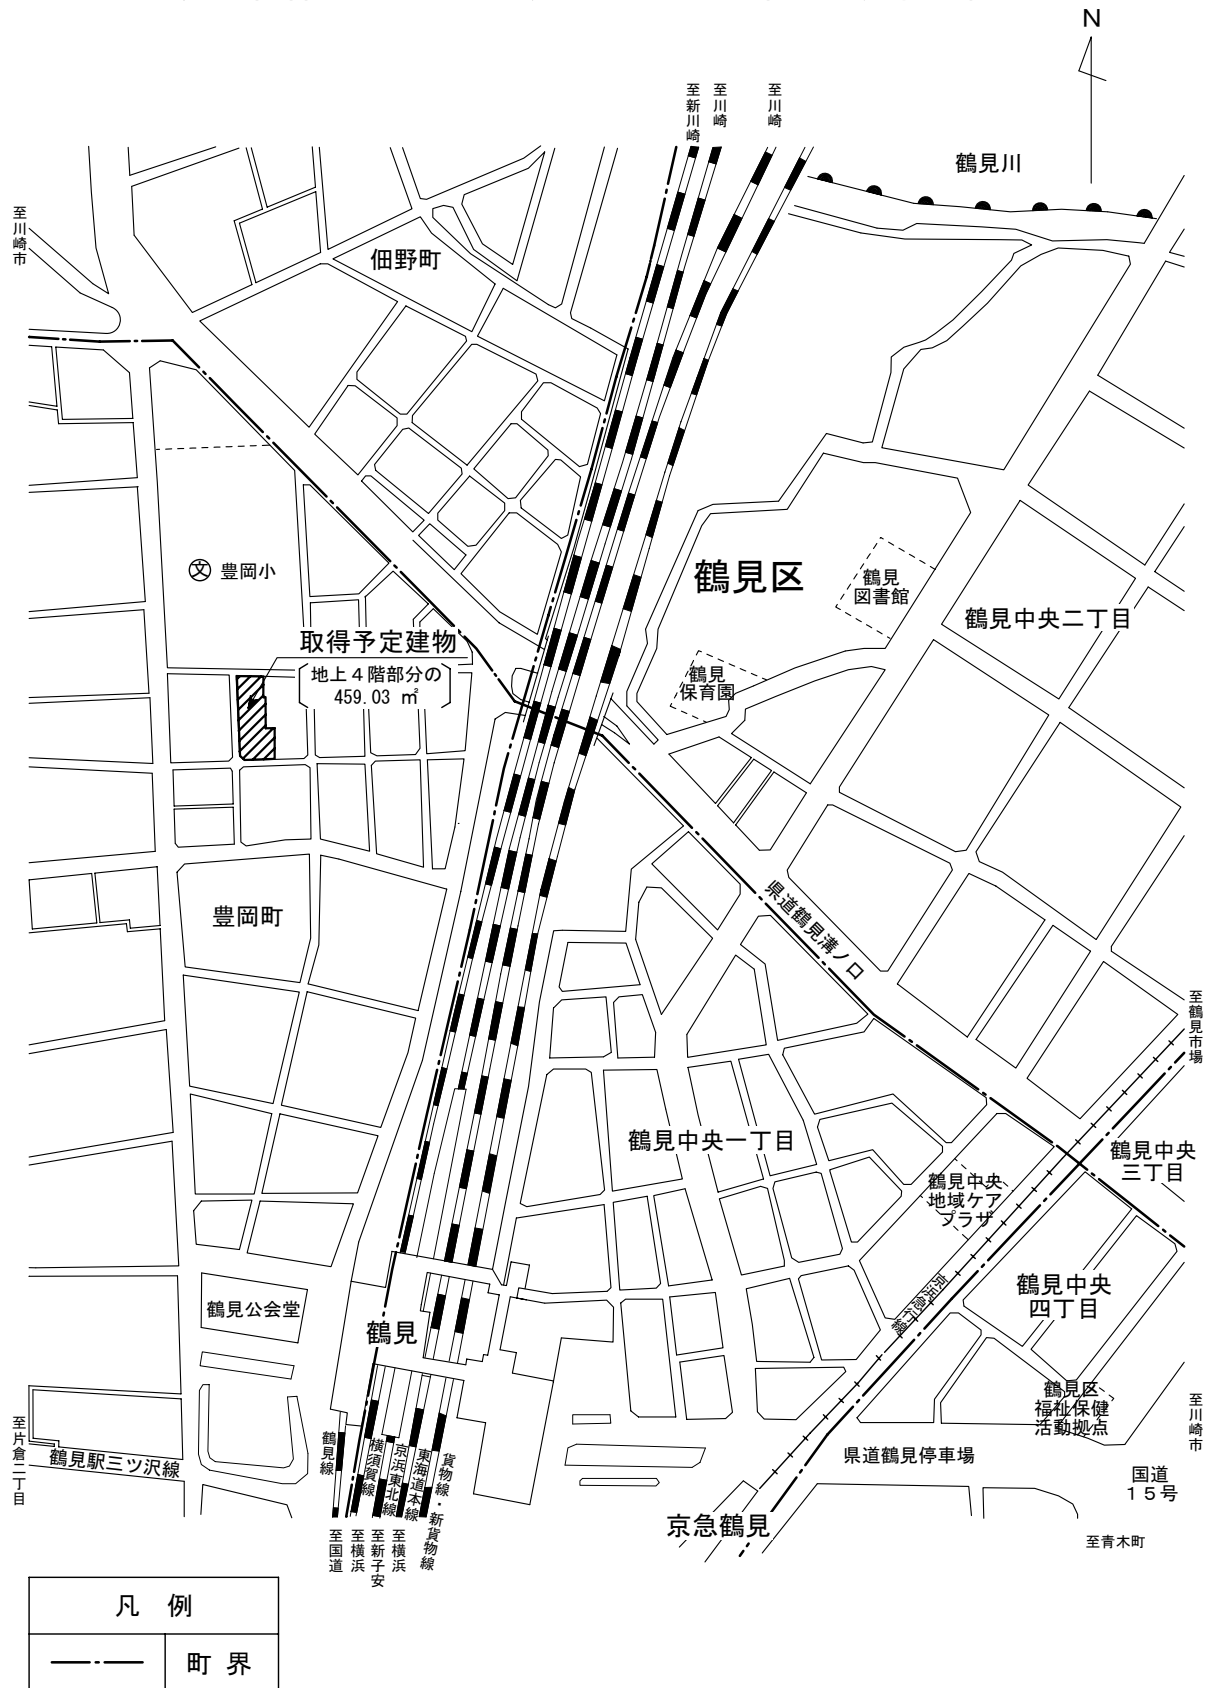 N
至新川崎
至川崎
至川崎
鶴見川
至川崎市
佃野町
鶴見区
文
豊岡小
鶴見
図書館
鶴見中央二丁目
取得予定建物
地上４階部分の
459.03 ㎡
鶴見
保育園
豊岡町
県道鶴見溝ノ口
至鶴見市場
鶴見中央一丁目
鶴見中央
三丁目
鶴見中央
地域ケア
プラザ
京浜急行線
鶴見中央
四丁目
鶴見公会堂
鶴見
鶴見区
福祉保健
活動拠点
至川崎市
至片倉二丁目
鶴見駅三ツ沢線
鶴見線
横須賀線
京浜東北線
東海道本線
貨物線・新貨物線
県道鶴見停車場
国道
１５号
京急鶴見
至青木町
至国道
至横浜
至新子安
至横浜
凡 例
町 界